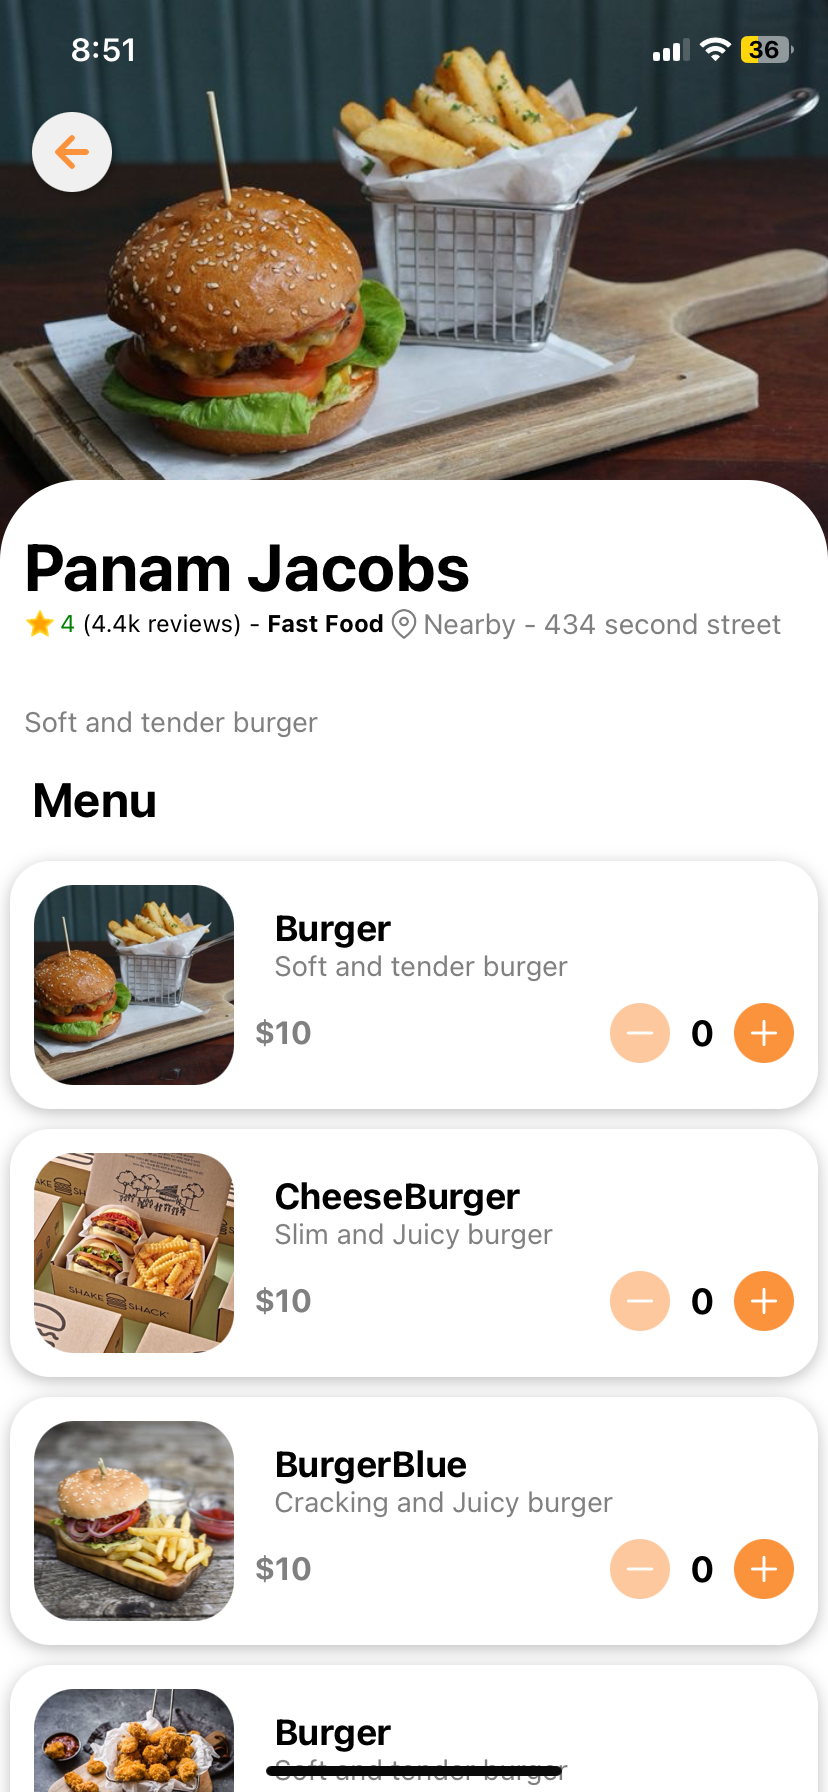 8:51
36
Panam Jacobs
4 (4.4k reviews) - Fast Food Nearby - 434 second street
Soft and tender burger
Menu
Burger
Soft and tender burger
$10
0
CheeseBurger
Slim and Juicy burger
SHAKE SHACK
$10
0
BurgerBlue
Cracking and Juicy burger
$10
0
Burger
Soft and tender burger